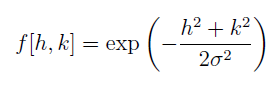 f[h, k] = exp(−(h² + k²)/(2σ²))